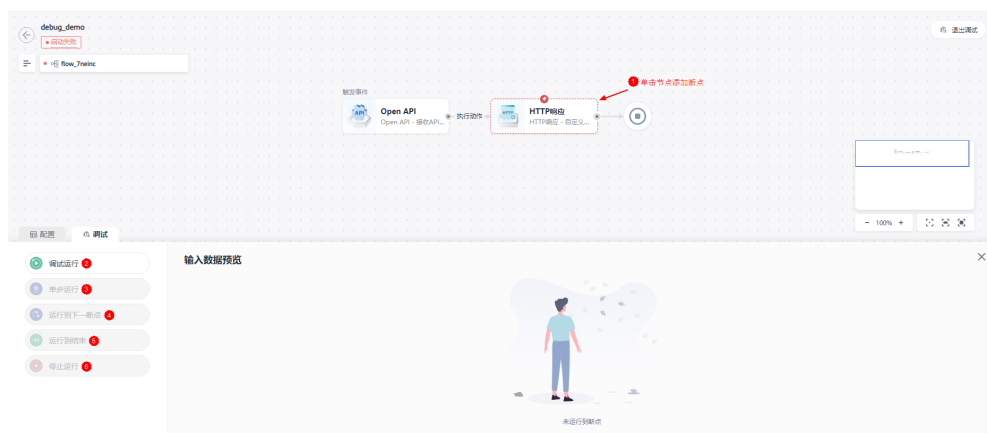 debug_demo
启动失败
退出调试
flow_7neinc
1 单击节点添加断点
触发事件
API
Open API
Open API - 接收API...
执行动作
HTTP
HTTP响应
HTTP响应 - 自定义...
100%
配置
调试
调试运行 2
单步运行 3
运行到下一断点 4
运行到结束 5
停止运行 6
输入数据预览
未运行到断点